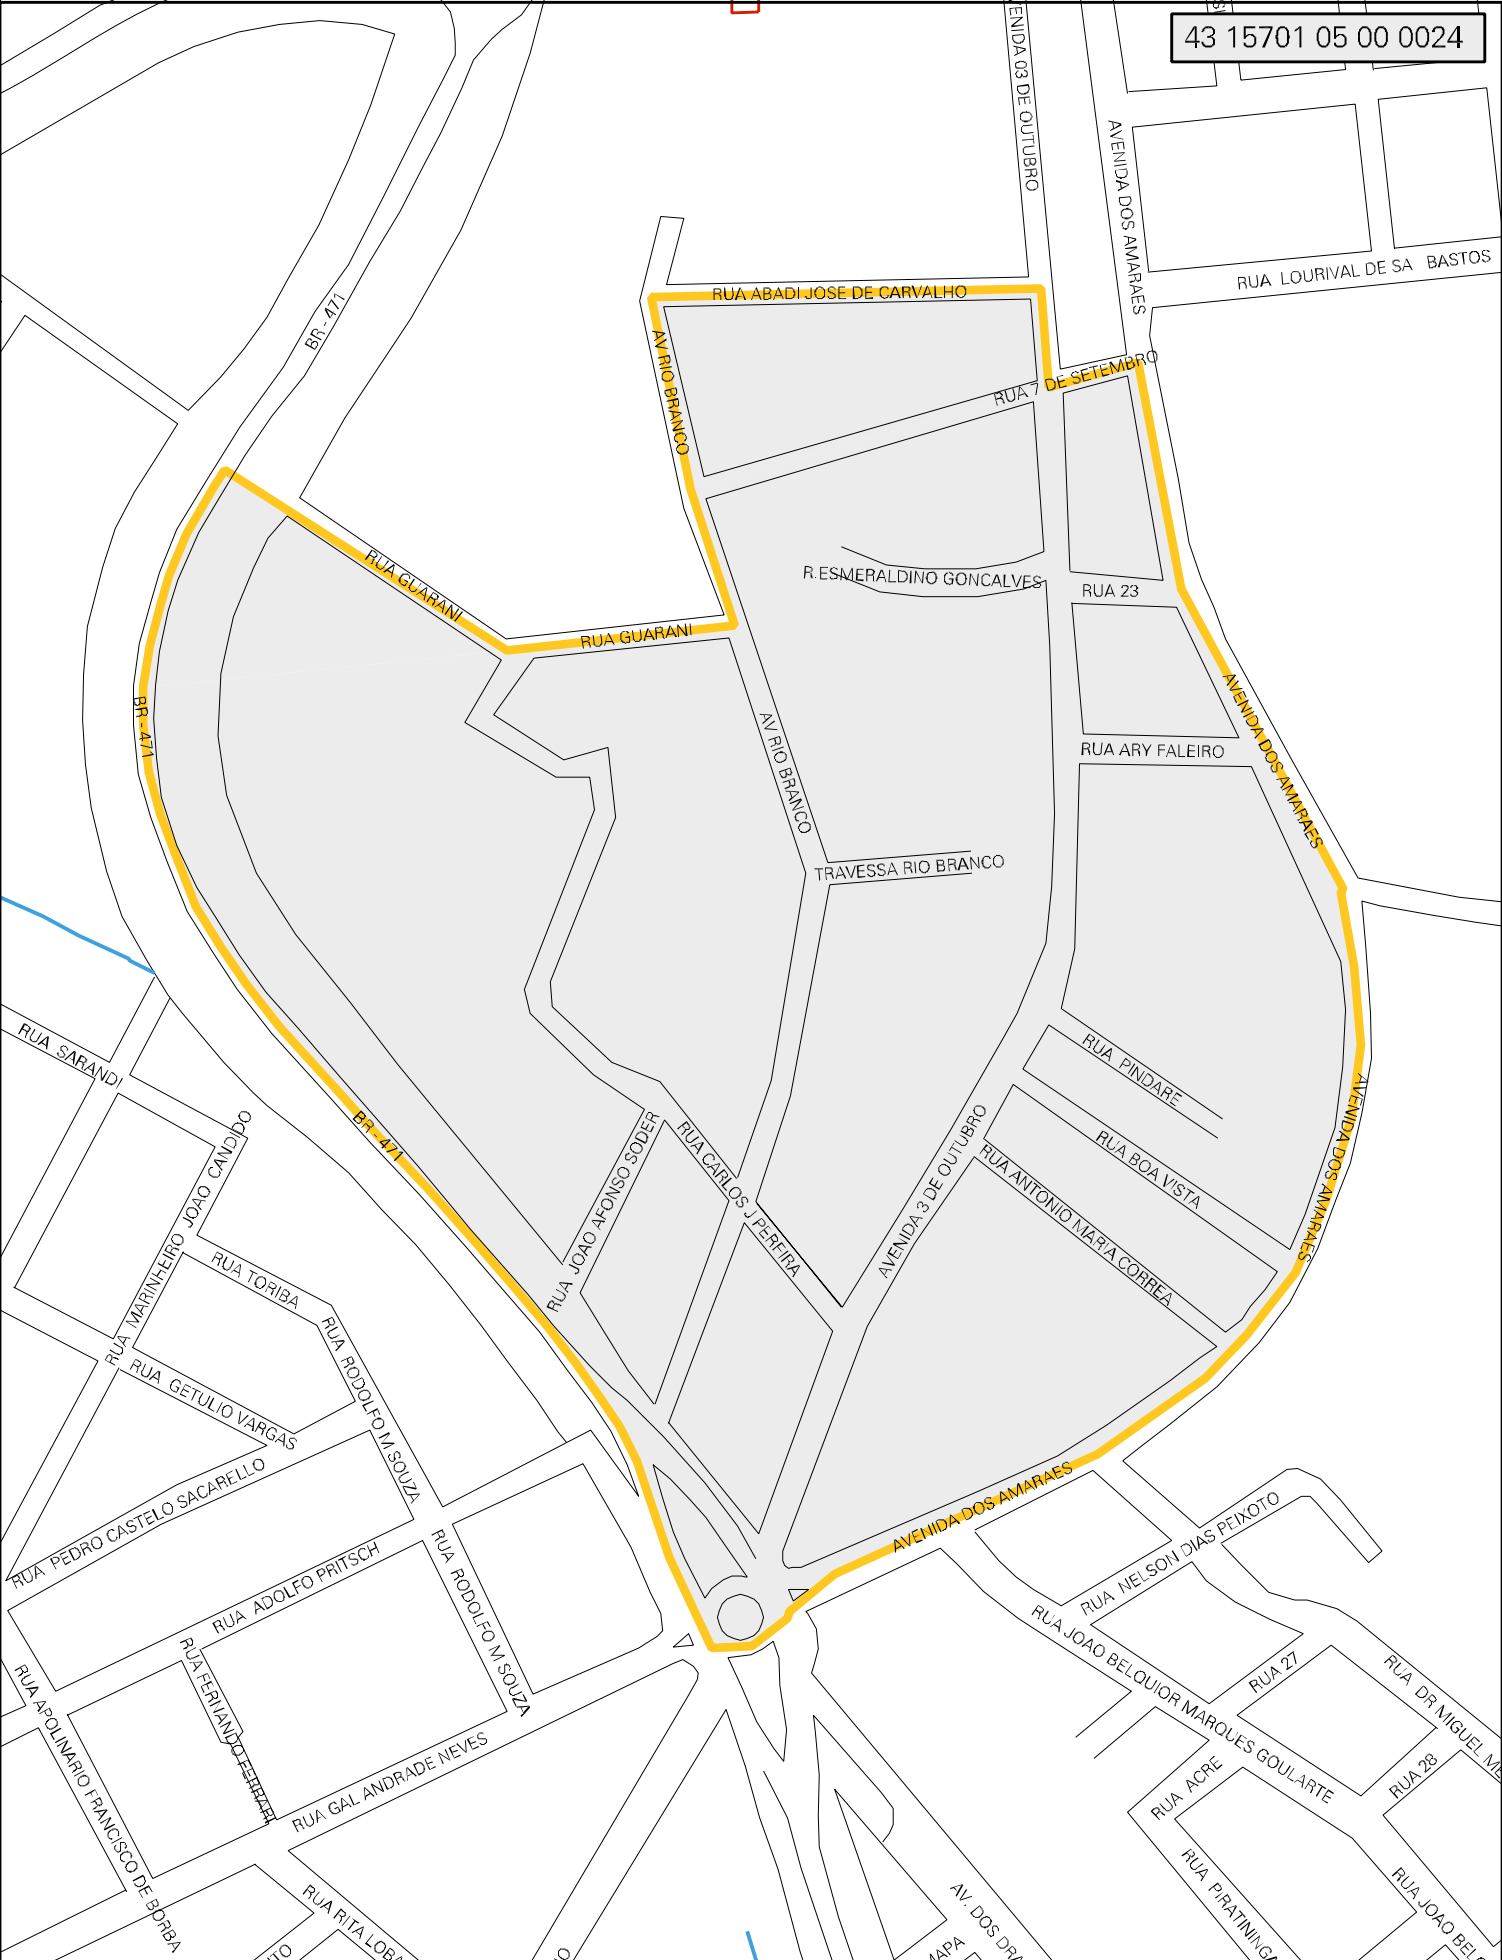 43 15701 05 00 0024
AVENIDA 03 DE OUTUBRO
AVENIDA DOS AMARAES
RUA LOURIVAL DE SA BASTOS
BR - 471
RUA ABADI JOSE DE CARVALHO
AV RIO BRANCO
RUA 7 DE SETEMBRO
RUA GUARANI
RUA GUARANI
R.ESMERALDINO GONCALVES
RUA 23
BR - 471
AV RIO BRANCO
RUA ARY FALEIRO
AVENIDA DOS AMARAES
TRAVESSA RIO BRANCO
RUA SARANDI
RUA PINDARE
BR - 471
RUA MARINHEIRO JOAO CANDIDO
RUA JOAO AFONSO SODER
RUA CARLOS J PERFIRA
AVENIDA 3 DE OUTUBRO
RUA BOA VISTA
RUA ANTONIO MARIA CORREA
AVENIDA DOS AMARAES
RUA TORIBA
RUA RODOLFO M SOUZA
RUA GETULIO VARGAS
RUA PEDRO CASTELO SACARELLO
AVENIDA DOS AMARAES
RUA NELSON DIAS PEIXOTO
RUA ADOLFO PRITSCH
RUA RODOLFO M SOUZA
RUA FERNANDO FERRARI
RUA APOLINARIO FRANCISCO DE BORBA
RUA GAL ANDRADE NEVES
RUA JOAO BELQUIOR MARQUES GOULARTE
RUA 27
RUA DR MIGUEL
RUA 28
RUA ACRE
RUA PIRATININGA
RUA JOAO
RUA RITA
AV. DOS